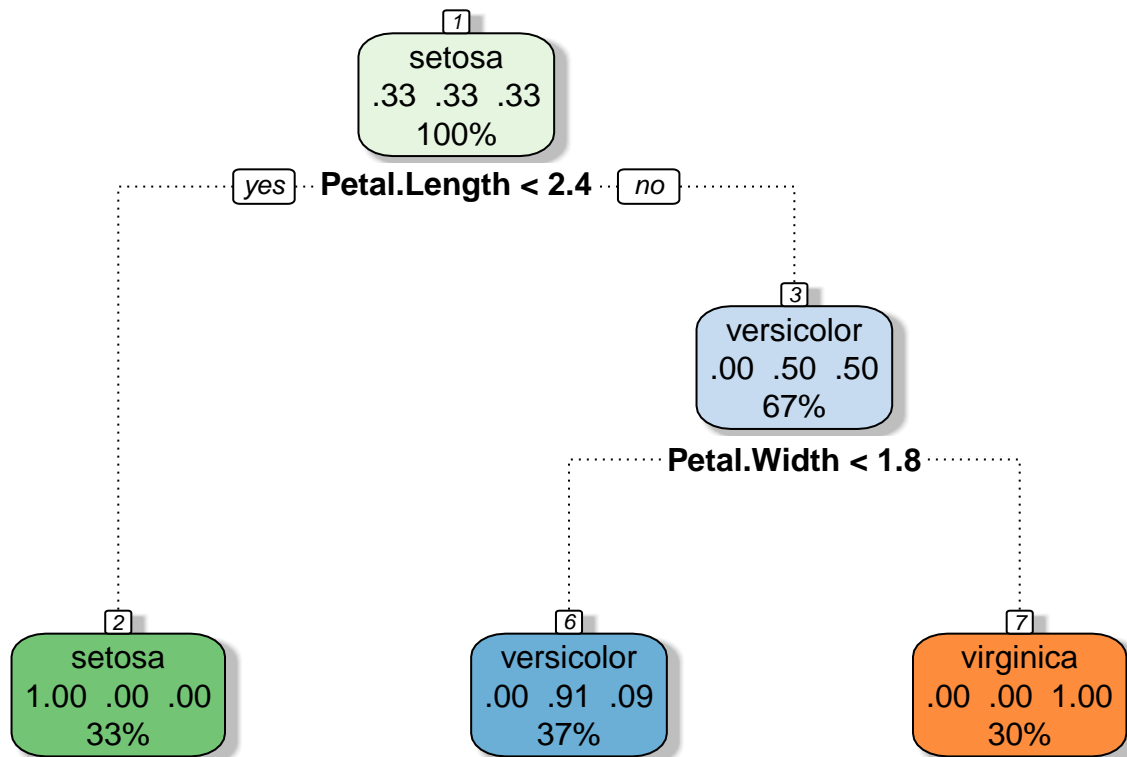 1
setosa
.33 .33 .33
100%
yes Petal.Length < 2.4 no
3
versicolor
.00 .50 .50
67%
Petal.Width < 1.8
2
setosa
1.00 .00 .00
33%
6
versicolor
.00 .91 .09
37%
7
virginica
.00 .00 1.00
30%